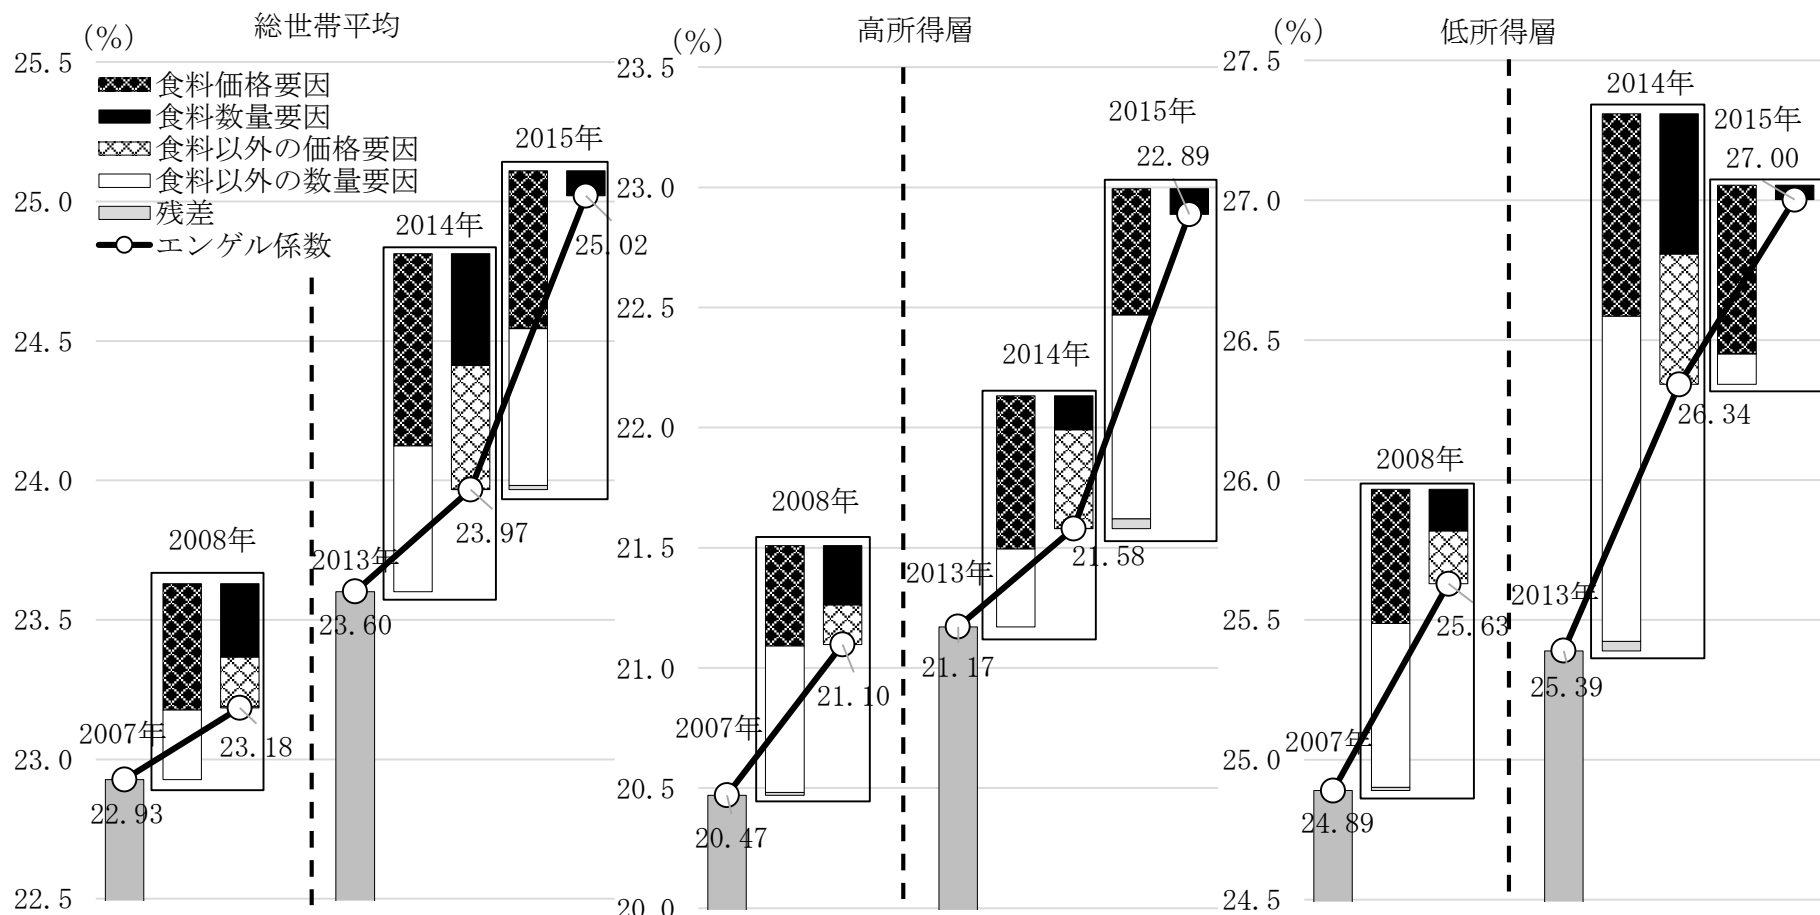 総世帯平均
(%)
25.5
25.0
24.5
24.0
23.5
23.0
22.5
食料価格要因
食料数量要因
食料以外の価格要因
食料以外の数量要因
残差
エンゲル係数
2007年
22.93
2008年
23.18
2013年
23.60
2014年
23.97
2015年
25.02
高所得層
(%)
23.5
23.0
22.5
22.0
21.5
21.0
20.5
20.0
2007年
20.47
2008年
21.10
2013年
21.17
2014年
21.58
2015年
22.89
低所得層
(%)
27.5
27.0
26.5
26.0
25.5
25.0
24.5
2007年
24.89
2008年
25.63
2013年
25.39
2014年
26.34
2015年
27.00